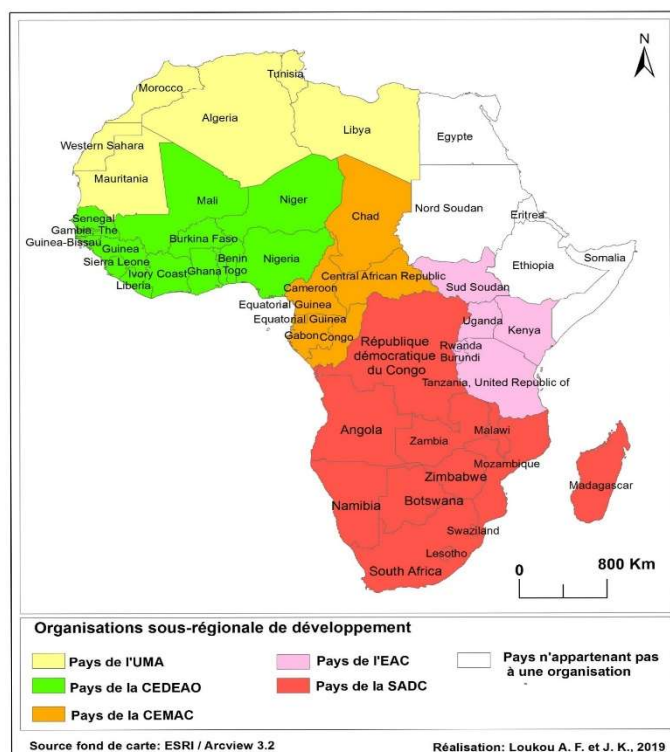 N
Tunisia
Morocco
Algeria
Libya
Egypte
Western Sahara
Mauritania
Mali
Niger
Chad
Nord Soudan
Eritrea
Senegal
Gambia, The
Guinea-Bissau
Guinea
Sierra Leone
Liberia
Burkina Faso
Ivory Coast
Ghana
Benin
Togo
Nigeria
Ethiopia
Somalia
Central African Republic
Sud Soudan
Cameroon
Equatorial Guinea
Equatorial Guinea
Gabon
Congo
Uganda
Kenya
Rwanda
Burundi
République
démocratique
du Congo
Tanzania, United Republic of
Angola
Zambia
Malawi
Mozambique
Zimbabwe
Madagascar
Namibia
Botswana
Swaziland
Lesotho
South Africa
0 800 Km
Organisations sous-régionale de développement
Pays de l'UMA
Pays de la CEDEAO
Pays de la CEMAC
Pays de l'EAC
Pays de la SADC
Pays n'appartenant pas
à une organisation
Source fond de carte: ESRI / Arcview 3.2
Réalisation: Loukou A. F. et J. K., 2019